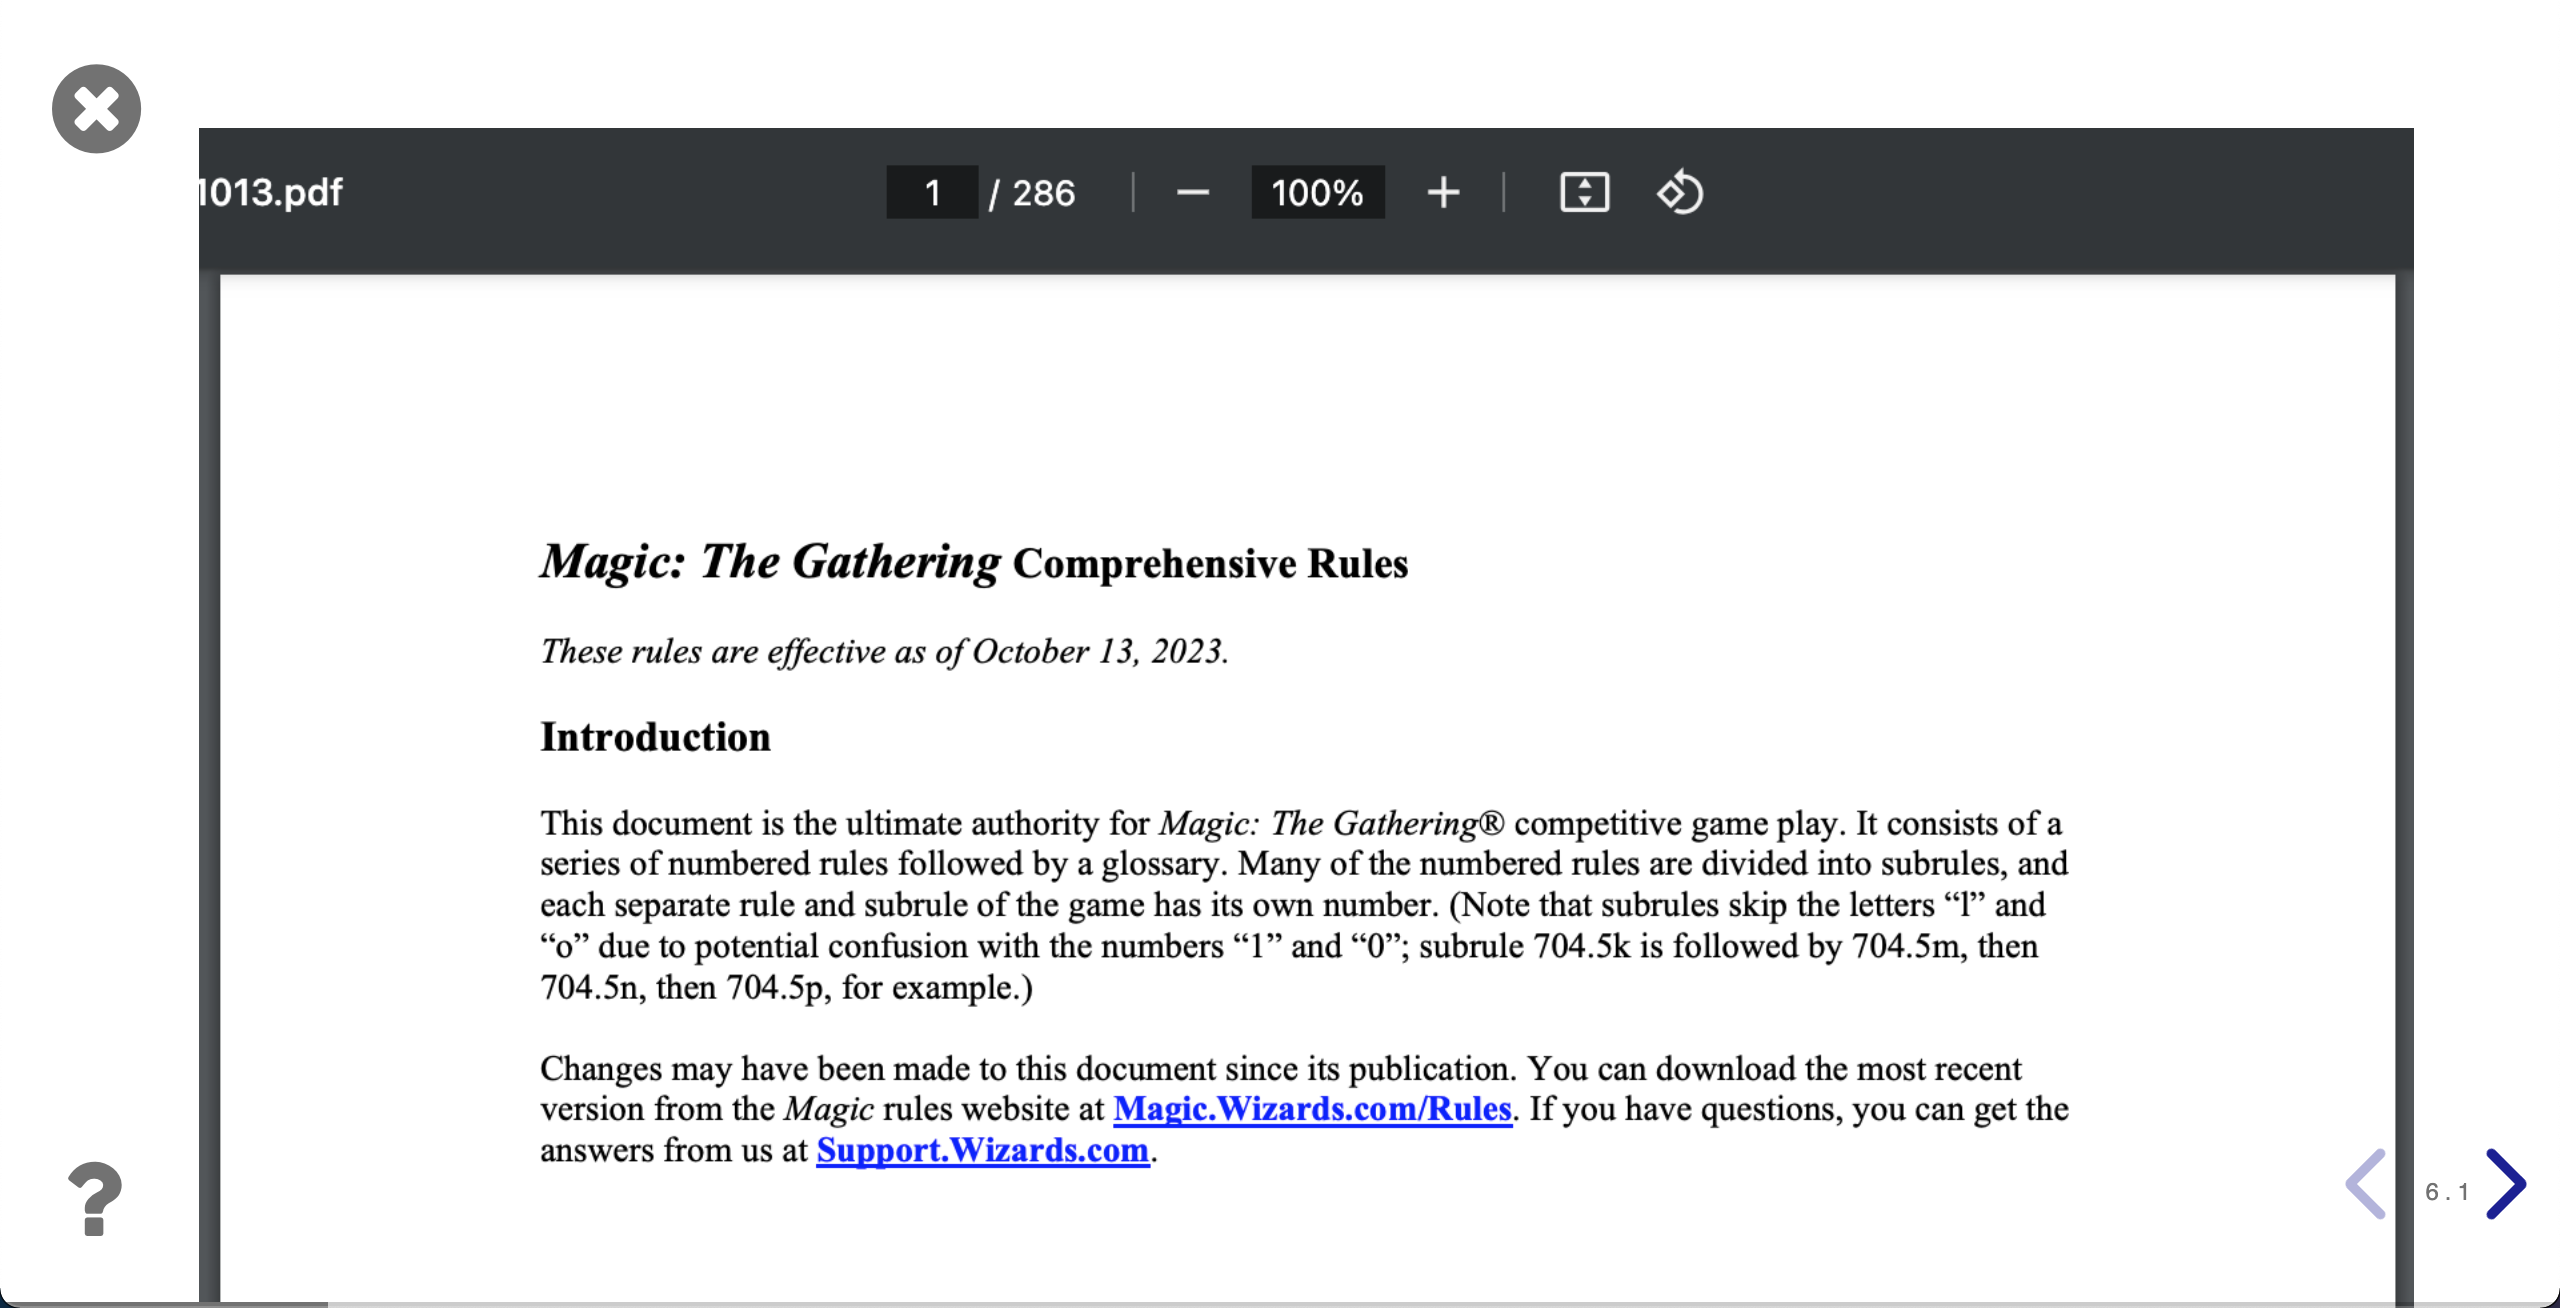 1013.pdf
1 / 286
100%
Magic: The Gathering Comprehensive Rules
These rules are effective as of October 13, 2023.
Introduction
This document is the ultimate authority for Magic: The Gathering® competitive game play. It consists of a
series of numbered rules followed by a glossary. Many of the numbered rules are divided into subrules, and
each separate rule and subrule of the game has its own number. (Note that subrules skip the letters “l” and
“o” due to potential confusion with the numbers “1” and “0”; subrule 704.5k is followed by 704.5m, then
704.5n, then 704.5p, for example.)
Changes may have been made to this document since its publication. You can download the most recent
version from the Magic rules website at Magic.Wizards.com/Rules. If you have questions, you can get the
answers from us at Support.Wizards.com.
6.1